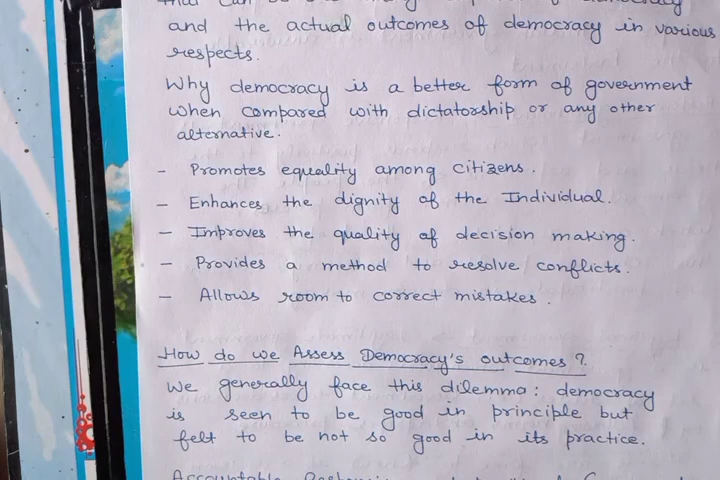 and the actual outcomes of democracy in various
respects.
Why democracy is a better form of government
when compared with dictatorship or any other
alternative.
- Promotes equality among citizens.
- Enhances the dignity of the Individual.
- Improves the quality of decision making.
- Provides a method to resolve conflicts.
- Allows room to correct mistakes.
How do we Assess Democracy's outcomes?
We generally face this dilemma: democracy
is seen to be good in principle but
felt to be not so good in its practice.